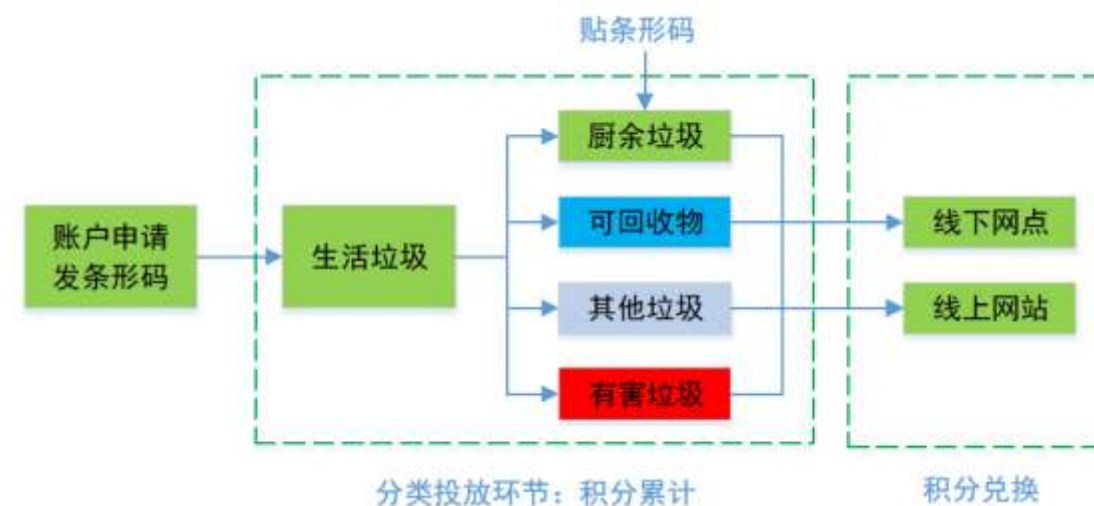 贴条形码
账户申请
发条形码
生活垃圾
厨余垃圾
可回收物
其他垃圾
有害垃圾
线下网点
线上网站
分类投放环节：积分累计
积分兑换